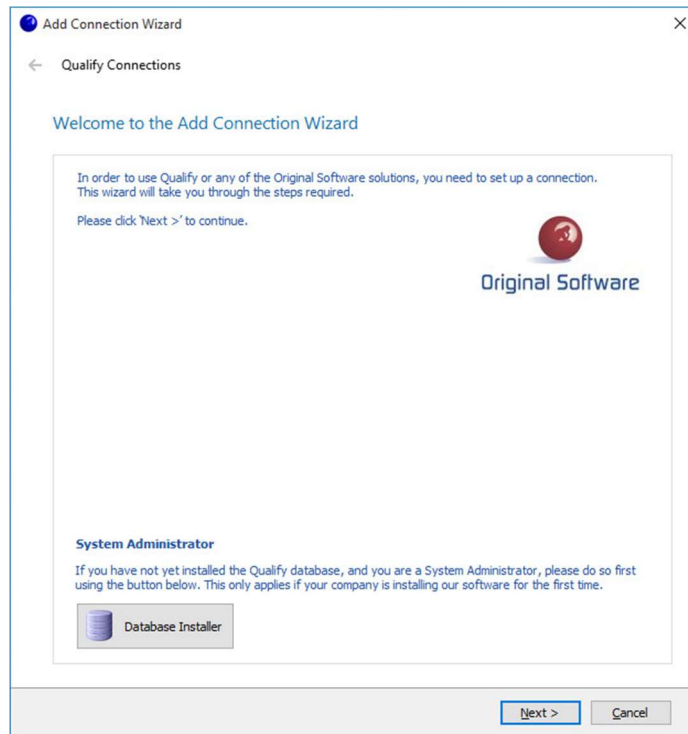 Add Connection Wizard
Qualify Connections
Welcome to the Add Connection Wizard
In order to use Qualify or any of the Original Software solutions, you need to set up a connection.
This wizard will take you through the steps required.
Please click 'Next >' to continue.
Original Software
System Administrator
If you have not yet installed the Qualify database, and you are a System Administrator, please do so first
using the button below. This only applies if your company is installing our software for the first time.
Database Installer
Next >
Cancel